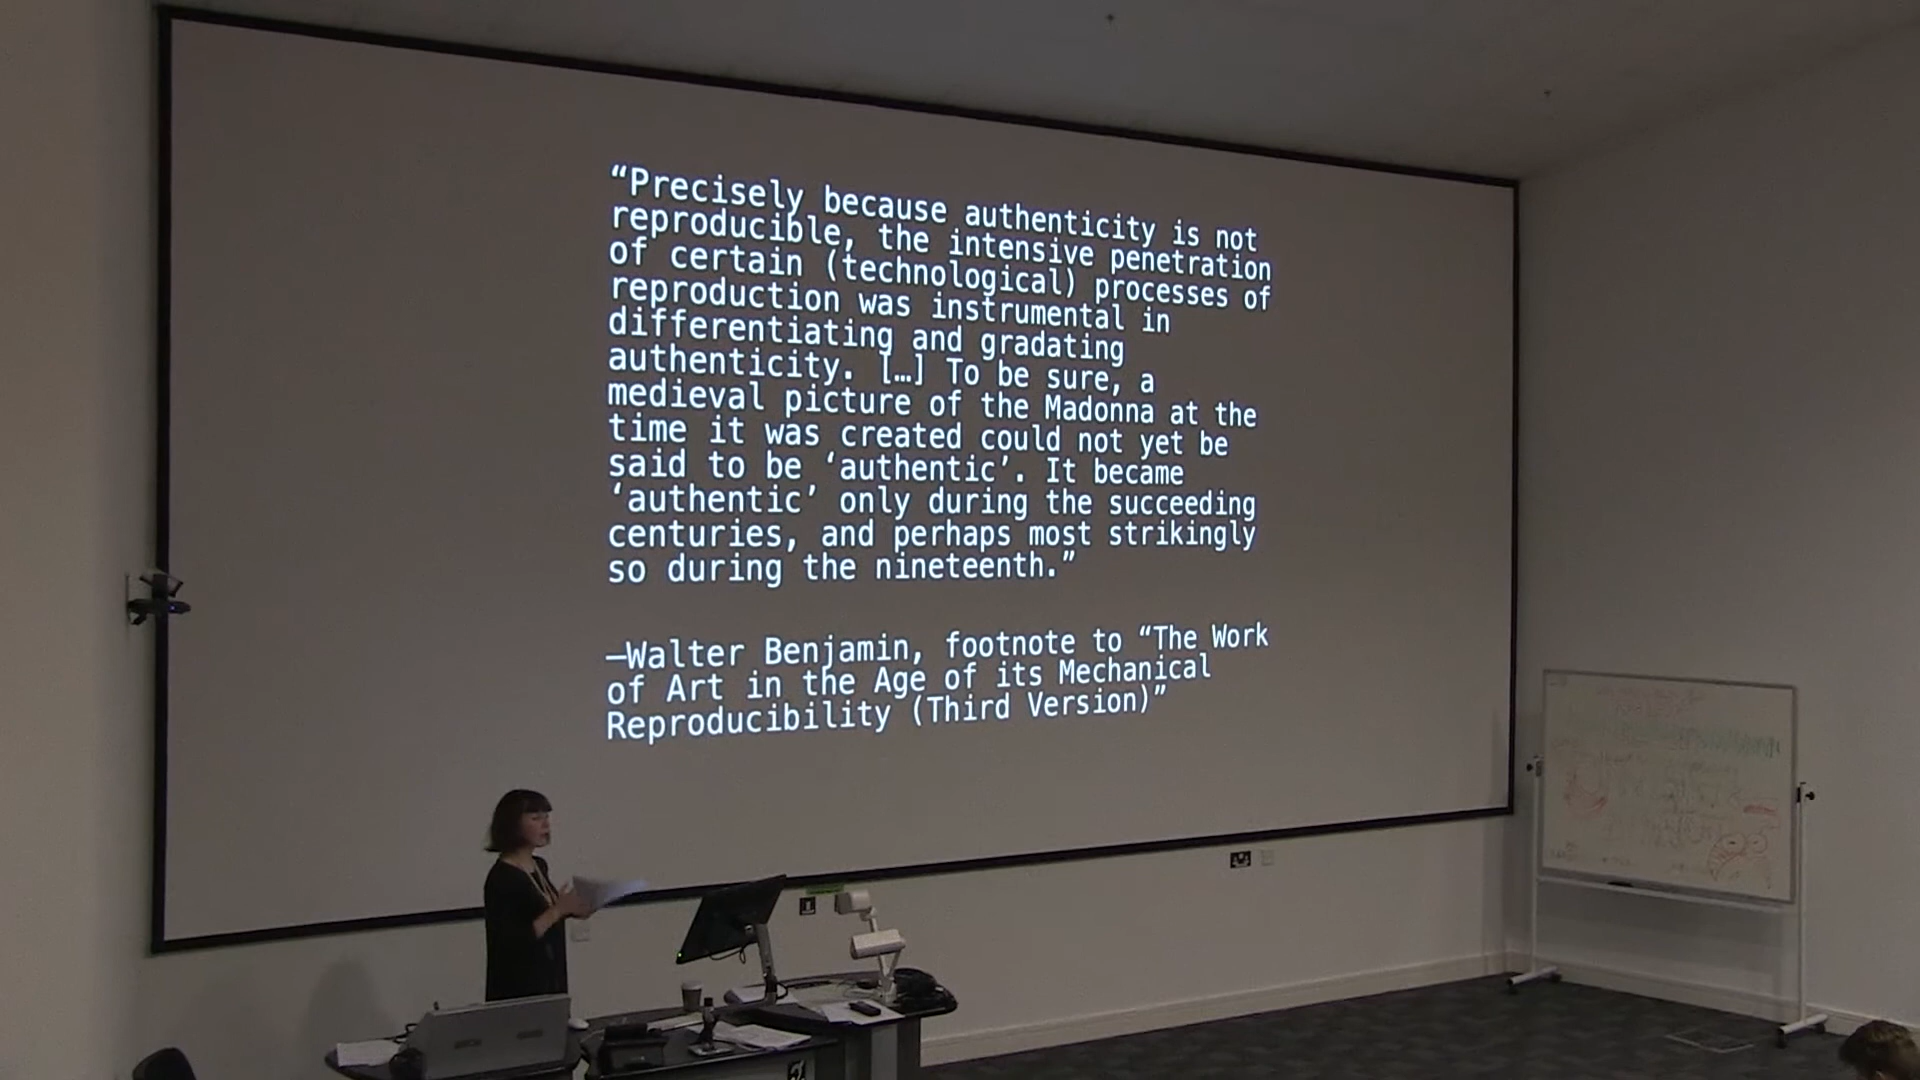 “Precisely because authenticity is not
reproducible, the intensive penetration
of certain (technological) processes of
reproduction was instrumental in
differentiating and gradating
authenticity. […] To be sure, a
medieval picture of the Madonna at the
time it was created could not yet be
said to be ‘authentic’. It became
‘authentic’ only during the succeeding
centuries, and perhaps most strikingly
so during the nineteenth.”
—Walter Benjamin, footnote to “The Work
of Art in the Age of its Mechanical
Reproducibility (Third Version)”